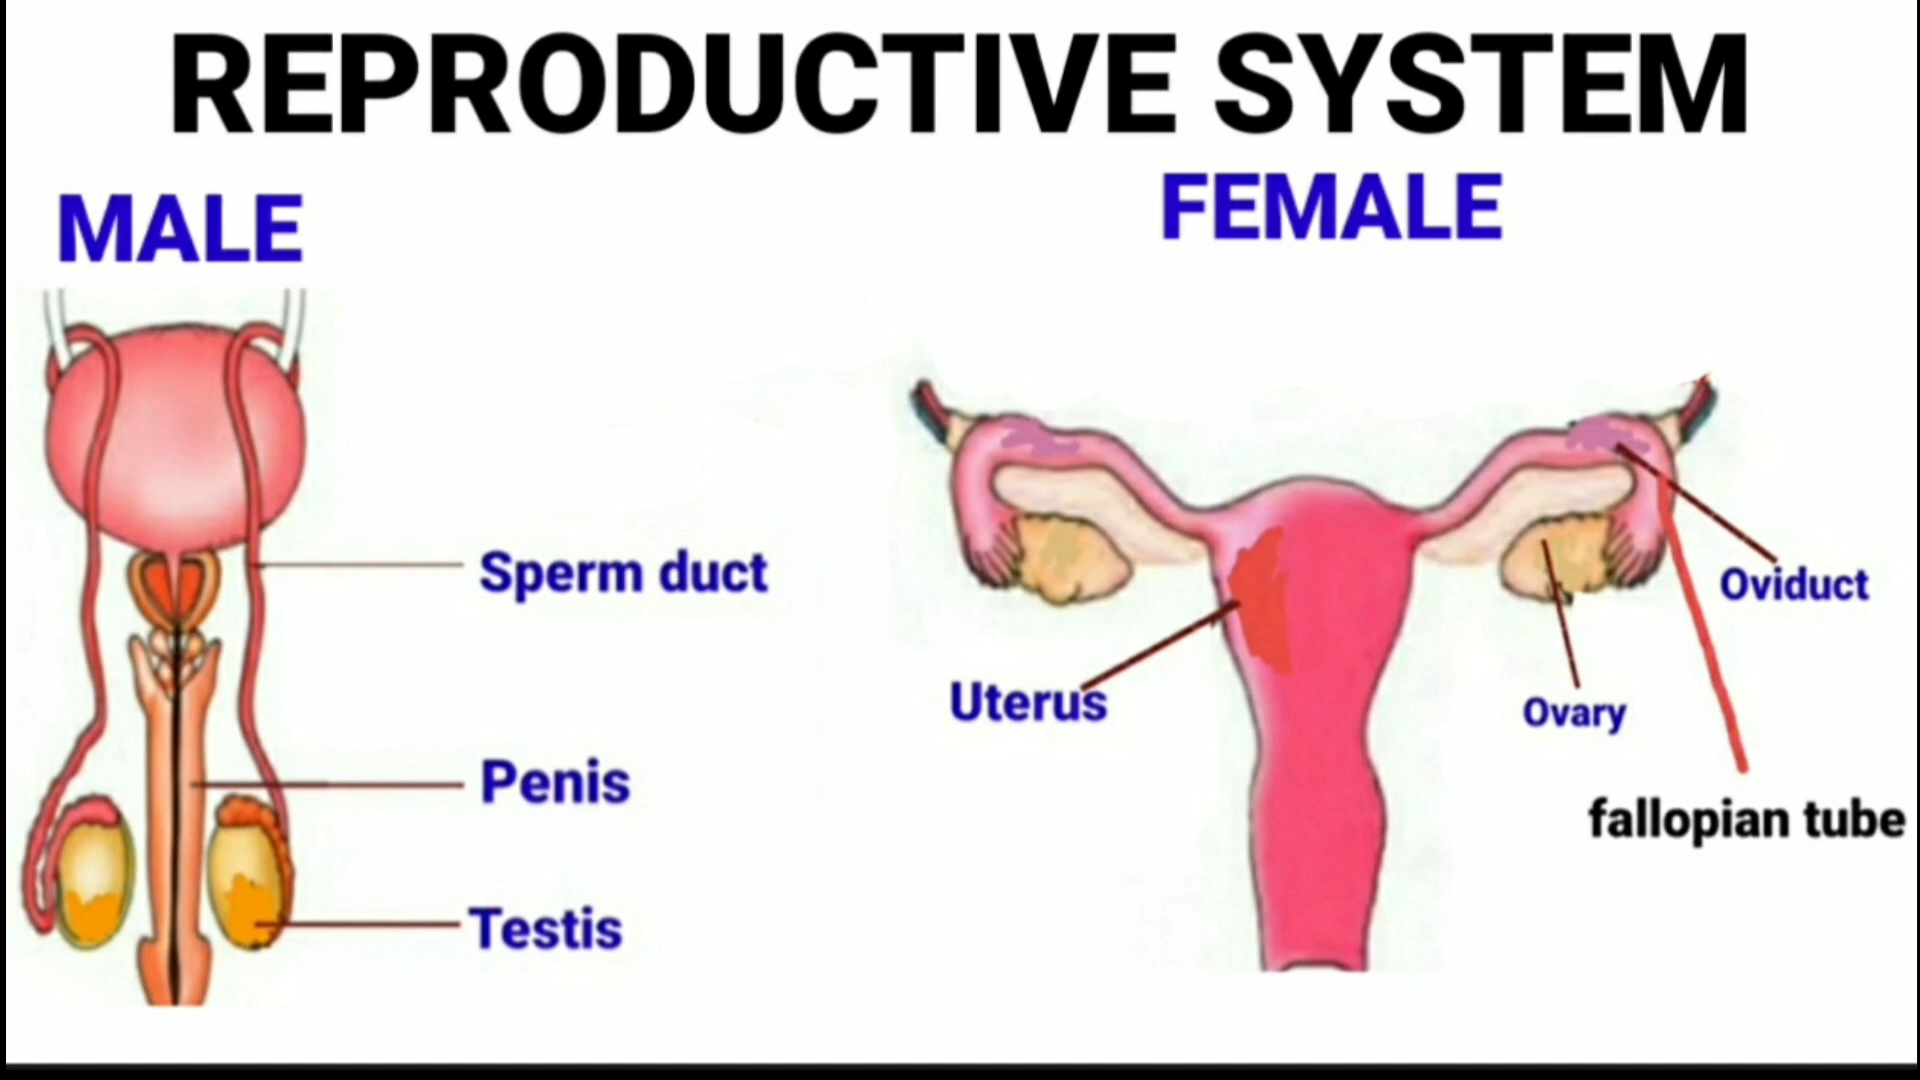 REPRODUCTIVE SYSTEM
MALE
FEMALE
Sperm duct
Penis
Testis
Uterus
Oviduct
Ovary
fallopian tube